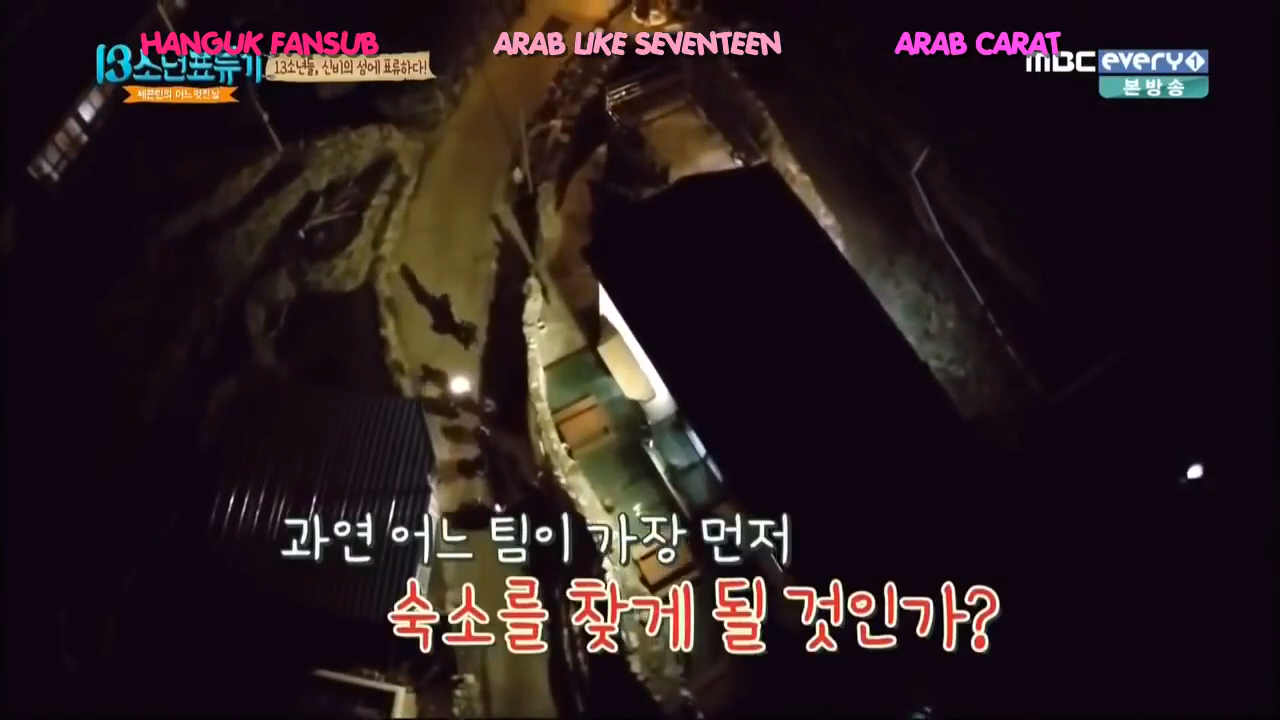 HANGUK FANSUB
ARAB LIKE SEVENTEEN
ARAB CARAT
13소년표류기
13소년들, 신비의 섬에 표류하다!
세븐틴의 어느 멋진 날
MBC every1
본방송
과연 어느 팀이 가장 먼저
숙소를 찾게 될 것인가?